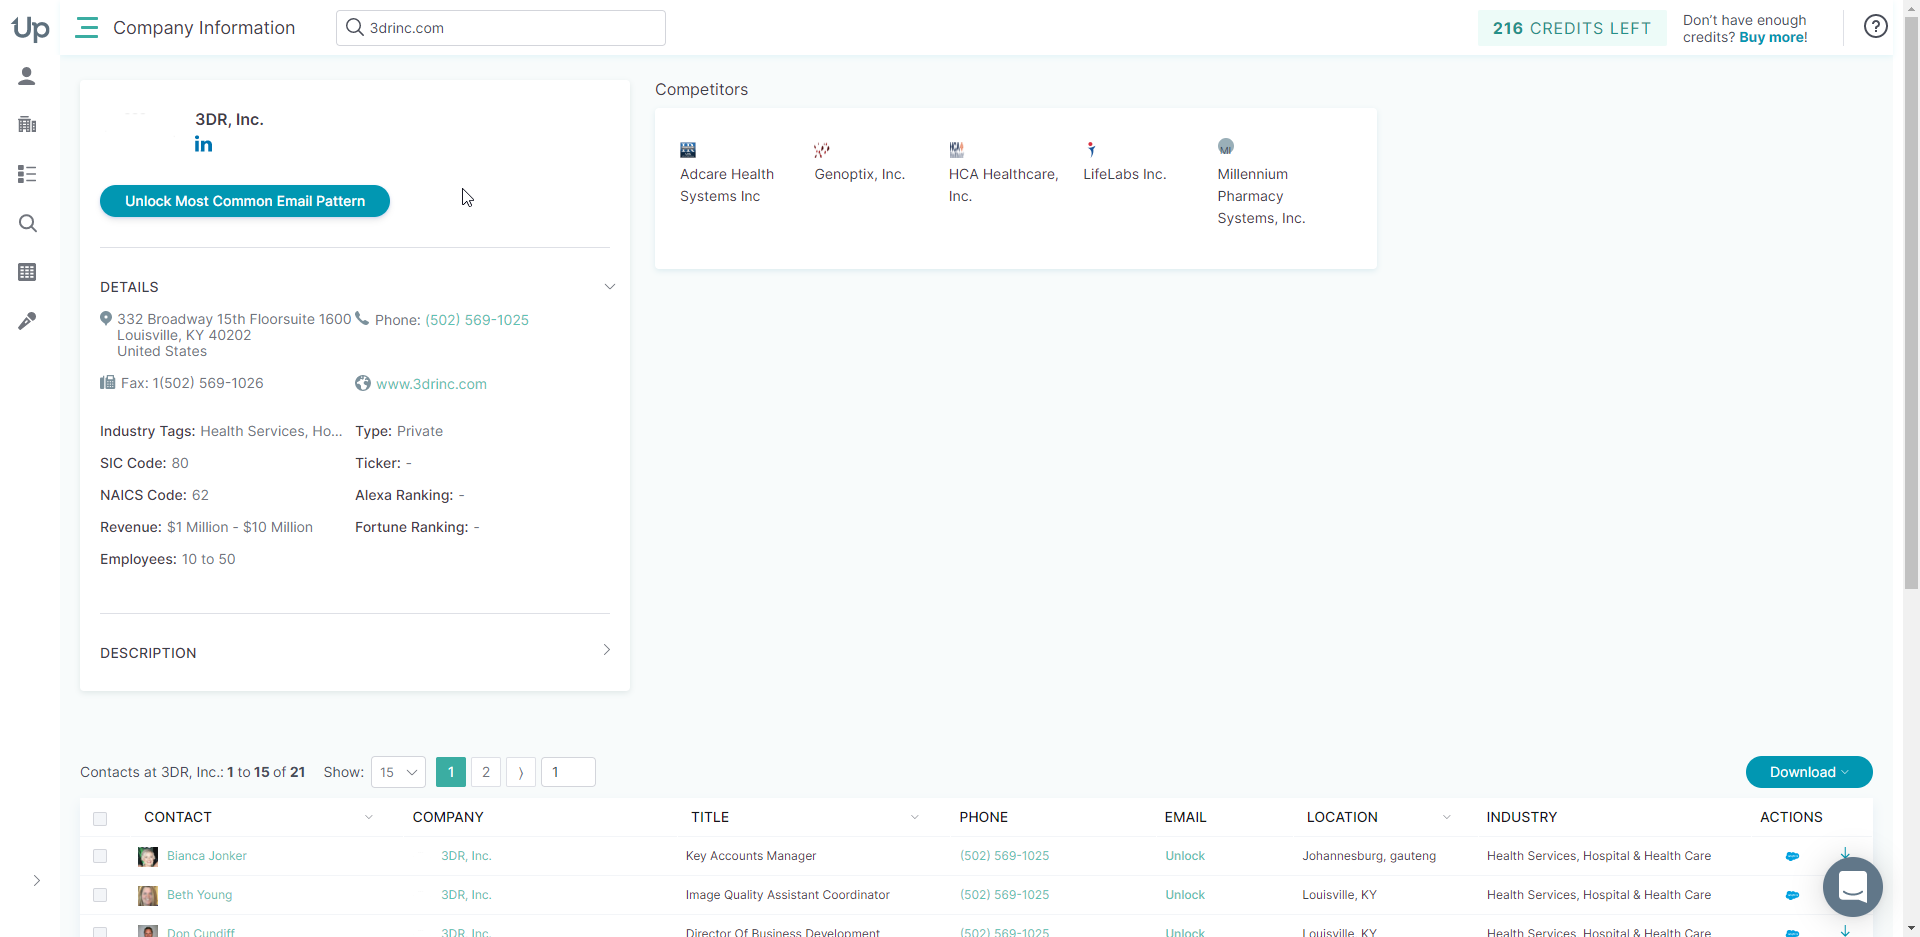 Up
Company Information
3drinc.com
216 CREDITS LEFT
Don't have enough
credits? Buy more!
3DR, Inc.
in
Unlock Most Common Email Pattern
DETAILS
332 Broadway 15th Floorsuite 1600
Louisville, KY 40202
United States
Phone: (502) 569-1025
Fax: 1(502) 569-1026
www.3drinc.com
Industry Tags: Health Services, Ho...
Type: Private
SIC Code: 80
Ticker: -
NAICS Code: 62
Alexa Ranking: -
Revenue: $1 Million - $10 Million
Fortune Ranking: -
Employees: 10 to 50
DESCRIPTION
Competitors
Adcare Health
Systems Inc
Genoptix, Inc.
HCA Healthcare,
Inc.
LifeLabs Inc.
Millennium
Pharmacy
Systems, Inc.
Contacts at 3DR, Inc.: 1 to 15 of 21 Show: 15 1 2 ⟩ 1
Download
CONTACT COMPANY TITLE PHONE EMAIL LOCATION INDUSTRY ACTIONS
Bianca Jonker 3DR, Inc. Key Accounts Manager (502) 569-1025 Unlock Johannesburg, gauteng Health Services, Hospital & Health Care
Beth Young 3DR, Inc. Image Quality Assistant Coordinator (502) 569-1025 Unlock Louisville, KY Health Services, Hospital & Health Care
Don Cundiff 3DR, Inc. Director Of Business Development (502) 569-1025 Unlock Louisville, KY Health Services, Hospital & Health Care